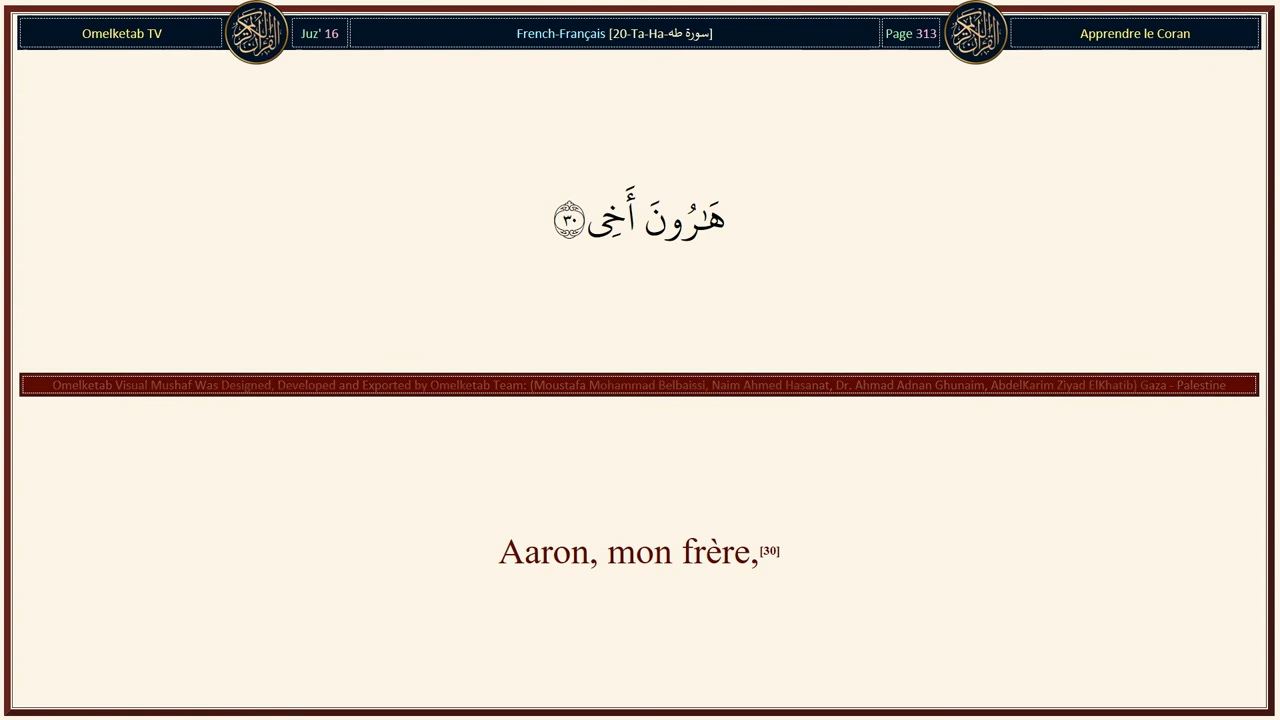 Omelketab TV
Juz' 16
French-Français [20-Ta-Ha-سورة طه]
Page 313
Apprendre le Coran
هَـٰرُونَ أَخِى ٣٠
Omelketab Visual Mushaf Was Designed, Developed and Exported by Omelketab Team: (Moustafa Mohammad Belbaissi, Naim Ahmed Hasanat, Dr. Ahmad Adnan Ghunaim, AbdelKarim Ziyad ElKhatib) Gaza - Palestine
Aaron, mon frère,[30]